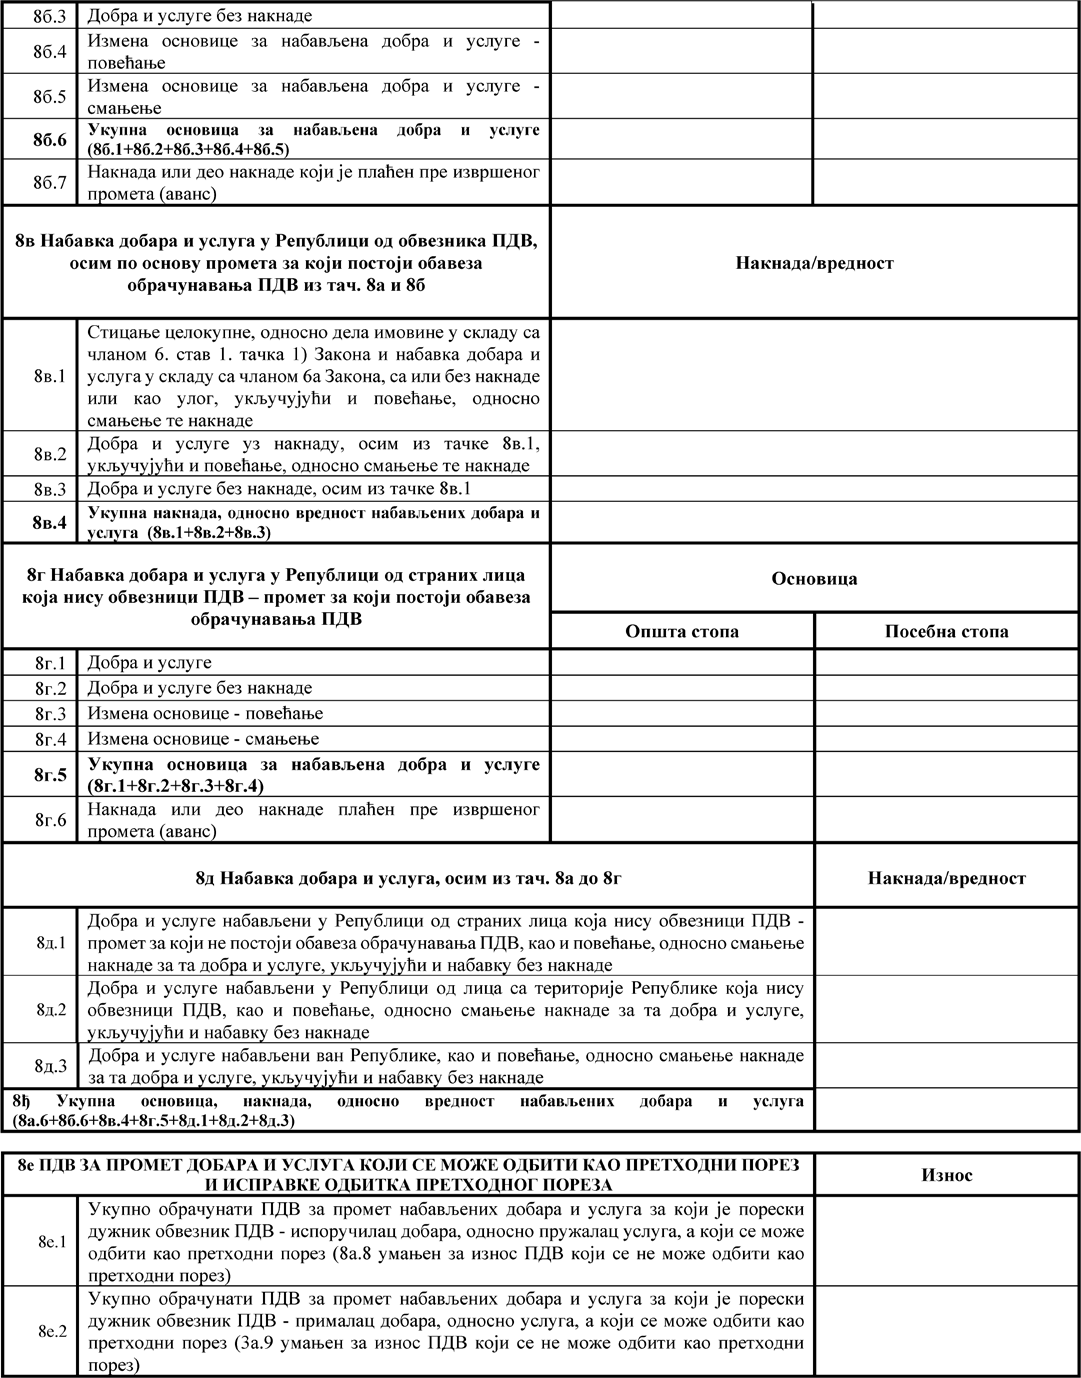 8б.3 Добра и услуге без накнаде
8б.4 Измена основице за набављена добра и услуге -
повећање
8б.5 Измена основице за набављена добра и услуге -
смањење
8б.6 Укупна основица за набављена добра и услуге
(8б.1+8б.2+8б.3+8б.4+8б.5)
8б.7 Накнада или део накнаде који је плаћен пре извршеног
промета (аванс)
8в Набавка добара и услуга у Републици од обвезника ПДВ,
осим по основу промета за који постоји обавеза
обрачунавања ПДВ из тач. 8а и 8б
Накнада/вредност
8в.1 Стицање целокупне, односно дела имовине у складу са
чланом 6. став 1. тачка 1) Закона и набавка добара и
услуга у складу са чланом 6а Закона, са или без накнаде
или као улог, укључујући и повећање, односно
смањење те накнаде
8в.2 Добра и услуге уз накнаду, осим из тачке 8в.1,
укључујући и повећање, односно смањење те накнаде
8в.3 Добра и услуге без накнаде, осим из тачке 8в.1
8в.4 Укупна накнада, односно вредност набављених добара и
услуга (8в.1+8в.2+8в.3)
8г Набавка добара и услуга у Републици од страних лица
која нису обвезници ПДВ – промет за који постоји обавеза
обрачунавања ПДВ
Основица
Општа стопа Посебна стопа
8г.1 Добра и услуге
8г.2 Добра и услуге без накнаде
8г.3 Измена основице - повећање
8г.4 Измена основице - смањење
8г.5 Укупна основица за набављена добра и услуге
(8г.1+8г.2+8г.3+8г.4)
8г.6 Накнада или део накнаде плаћен пре извршеног
промета (аванс)
8д Набавка добара и услуга, осим из тач. 8а до 8г Накнада/вредност
8д.1 Добра и услуге набављени у Републици од страних лица која нису обвезници ПДВ -
промет за који не постоји обавеза обрачунавања ПДВ, као и повећање, односно смањење
накнаде за та добра и услуге, укључујући и набавку без накнаде
8д.2 Добра и услуге набављени у Републици од лица са територије Републике која нису
обвезници ПДВ, као и повећање, односно смањење накнаде за та добра и услуге,
укључујући и набавку без накнаде
8д.3 Добра и услуге набављени ван Републике, као и повећање, односно смањење накнаде
за та добра и услуге, укључујући и набавку без накнаде
8ђ Укупна основица, накнада, односно вредност набављених добара и услуга
(8а.6+8б.6+8в.4+8г.5+8д.1+8д.2+8д.3)
8е ПДВ ЗА ПРОМЕТ ДОБАРА И УСЛУГА КОЈИ СЕ МОЖЕ ОДБИТИ КАО ПРЕТХОДНИ ПОРЕЗ
И ИСПРАВКЕ ОДБИТКА ПРЕТХОДНОГ ПОРЕЗА
Износ
8е.1 Укупно обрачунати ПДВ за промет набављених добара и услуга за који је порески
дужник обвезник ПДВ - испоручилац добара, односно пружалац услуга, а који се може
одбити као претходни порез (8а.8 умањен за износ ПДВ који се не може одбити као
претходни порез)
8е.2 Укупно обрачунати ПДВ за промет набављених добара и услуга за који је порески
дужник обвезник ПДВ - прималац добара, односно услуга, а који се може одбити као
претходни порез (3а.9 умањен за износ ПДВ који се не може одбити као претходни
порез)